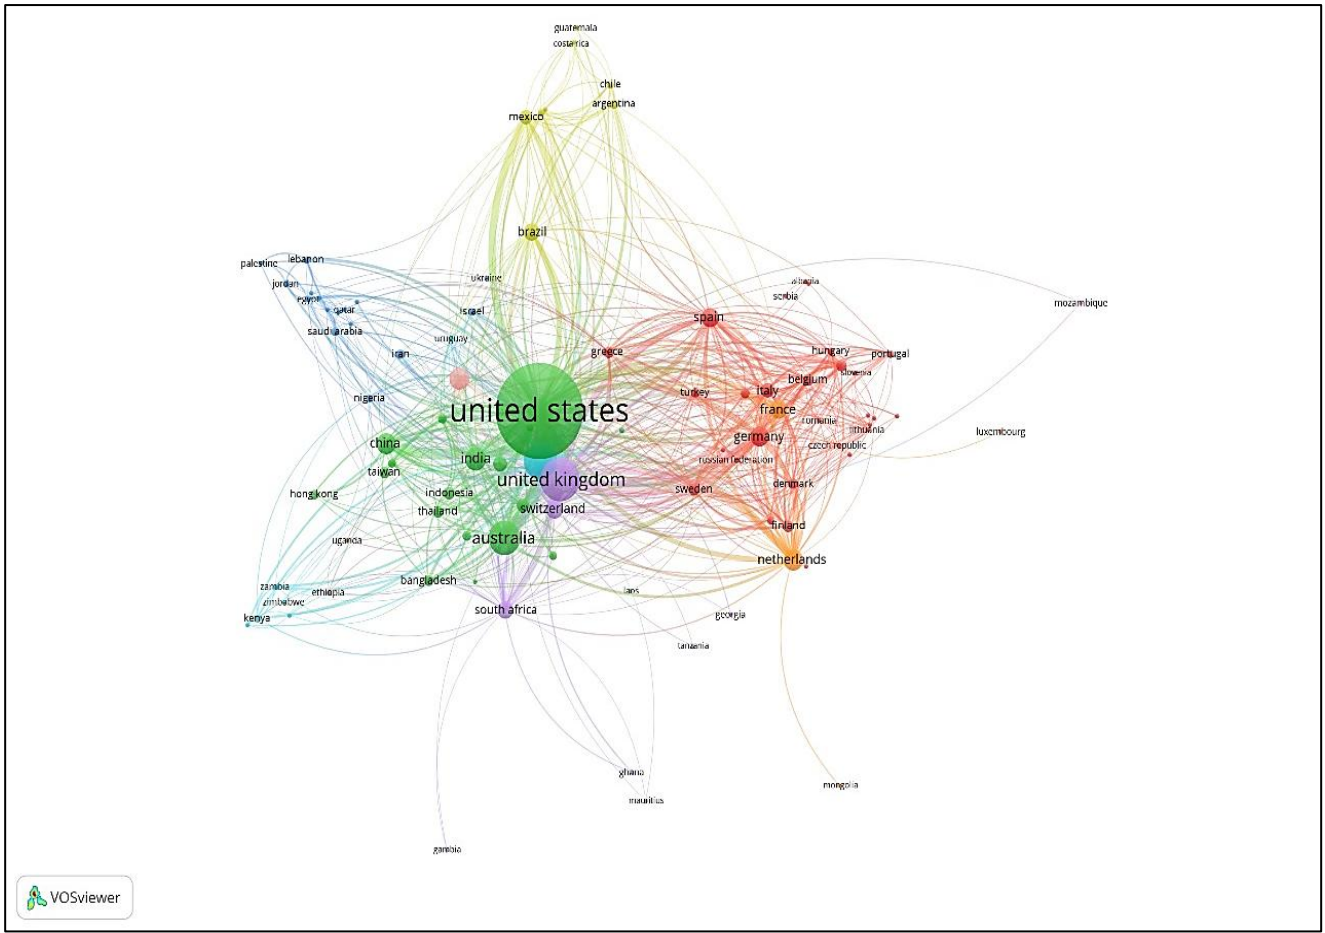 guatemala
costa rica
chile
argentina
mexico
brazil
palestine
lebanon
ukraine
jordan
albania
egypt
serbia
mozambique
qatar
israel
spain
saudi arabia
uruguay
iran
greece
hungary
portugal
slovenia
belgium
turkey
italy
nigeria
united states
france
romania
lithuania
luxembourg
china
germany
czech republic
india
russian federation
taiwan
united kingdom
denmark
sweden
hong kong
indonesia
switzerland
thailand
finland
uganda
australia
netherlands
bangladesh
zambia
ethiopia
laos
zimbabwe
south africa
georgia
kenya
tanzania
ghana
mongolia
mauritius
gambia
VOSviewer